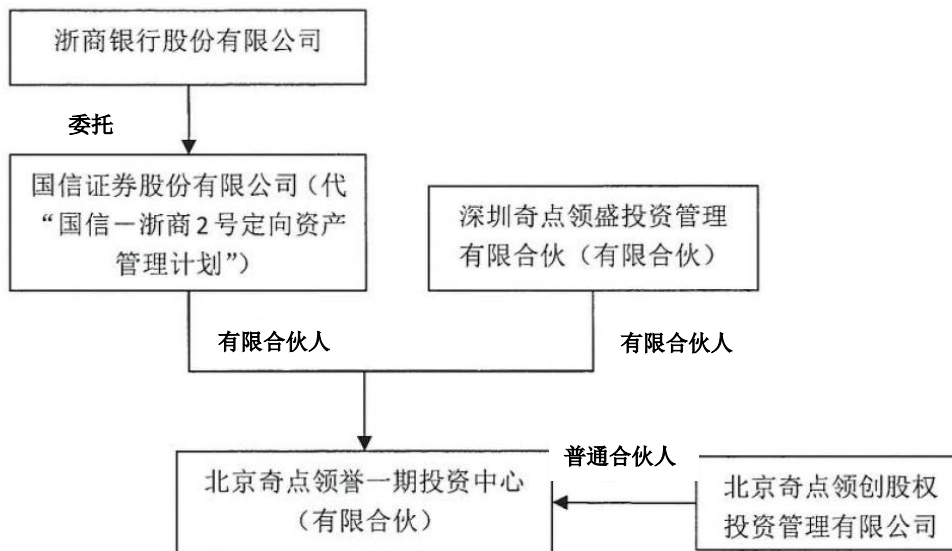 浙商银行股份有限公司
委托
国信证券股份有限公司（代
“国信－浙商2号定向资产
管理计划”）
深圳奇点领盛投资管理
有限合伙（有限合伙）
有限合伙人
有限合伙人
普通合伙人
北京奇点领誉一期投资中心
（有限合伙）
北京奇点领创股权
投资管理有限公司